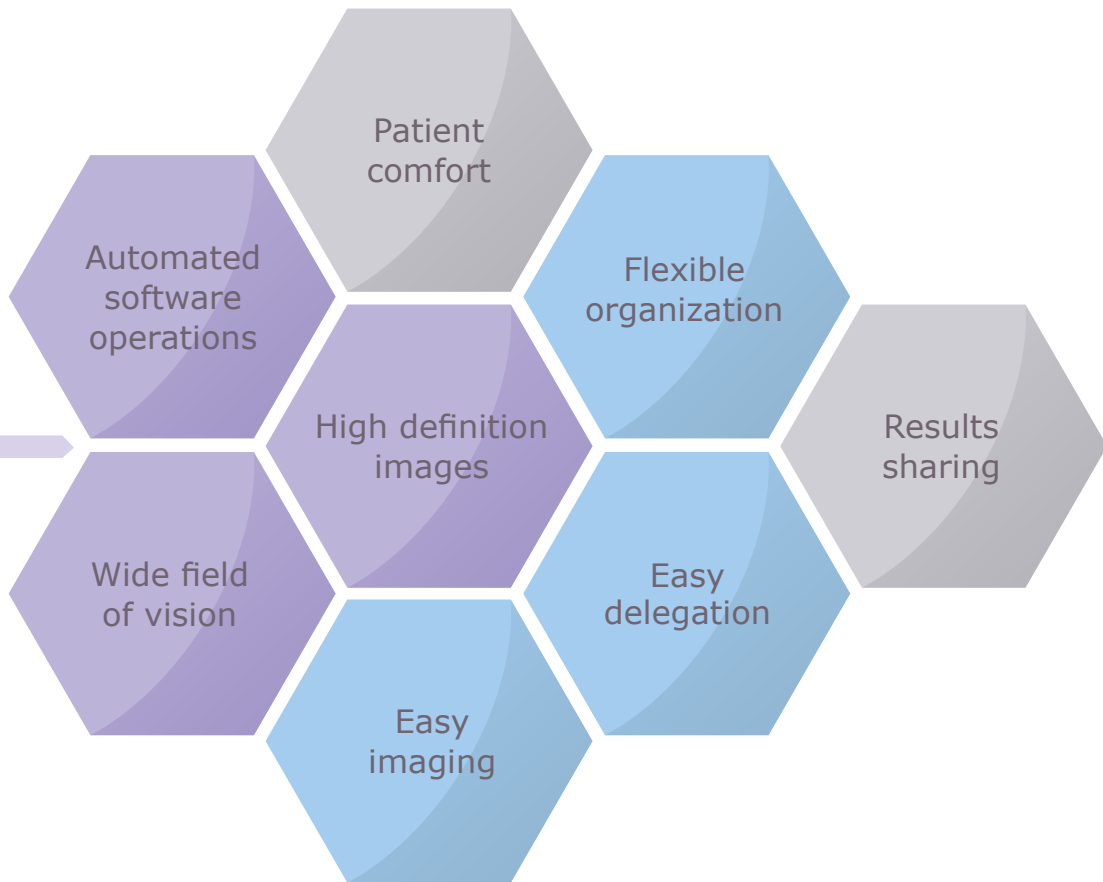 Patient
comfort
Automated
software
operations
Flexible
organization
High definition
images
Results
sharing
Wide field
of vision
Easy
delegation
Easy
imaging